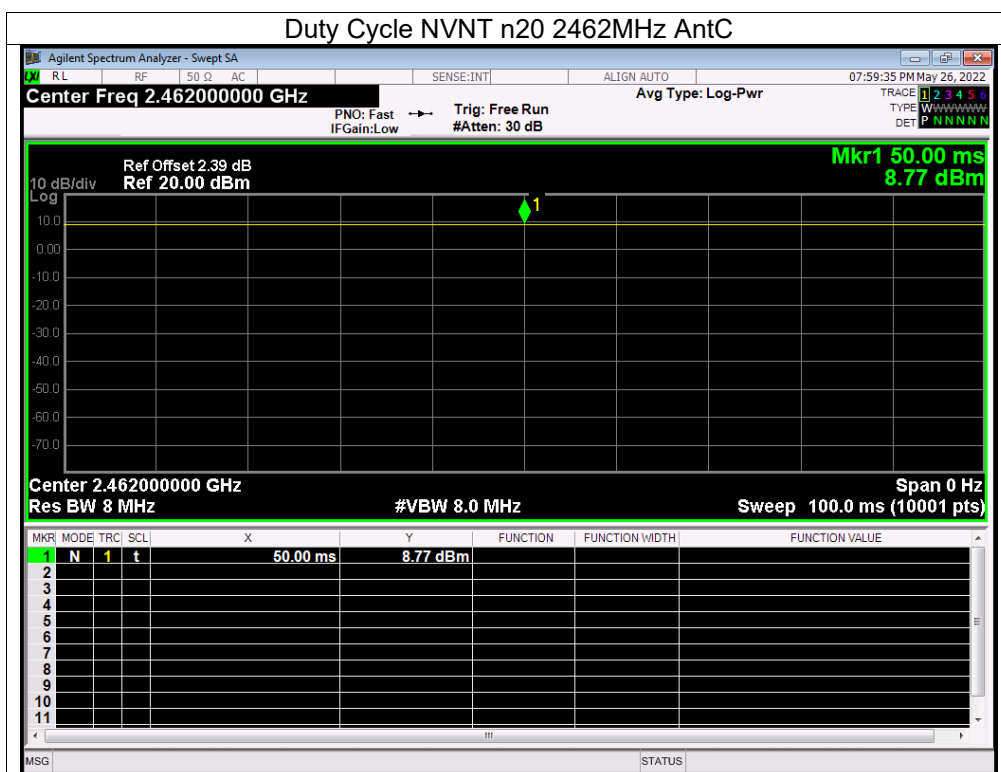 Duty Cycle NVNT n20 2462MHz AntC
Agilent Spectrum Analyzer - Swept SA
LXI RL RF 50 Ω AC SENSE:INT ALIGN AUTO 07:59:35 PM May 26, 2022
Center Freq 2.462000000 GHz Avg Type: Log-Pwr TRACE 1 2 3 4 5 6
PNO: Fast Trig: Free Run TYPE WWWWWWW
IFGain:Low #Atten: 30 dB DET P N N N N N
Mkr1 50.00 ms
Ref Offset 2.39 dB
10 dB/div Ref 20.00 dBm 8.77 dBm
Log
1
10.0
0.00
-10.0
-20.0
-30.0
-40.0
-50.0
-60.0
-70.0
Center 2.462000000 GHz Span 0 Hz
Res BW 8 MHz #VBW 8.0 MHz Sweep 100.0 ms (10001 pts)
MKR MODE TRC SCL X Y FUNCTION FUNCTION WIDTH FUNCTION VALUE
1 N 1 t 50.00 ms 8.77 dBm
2
3
4
5
6
7
8
9
10
11
MSG STATUS